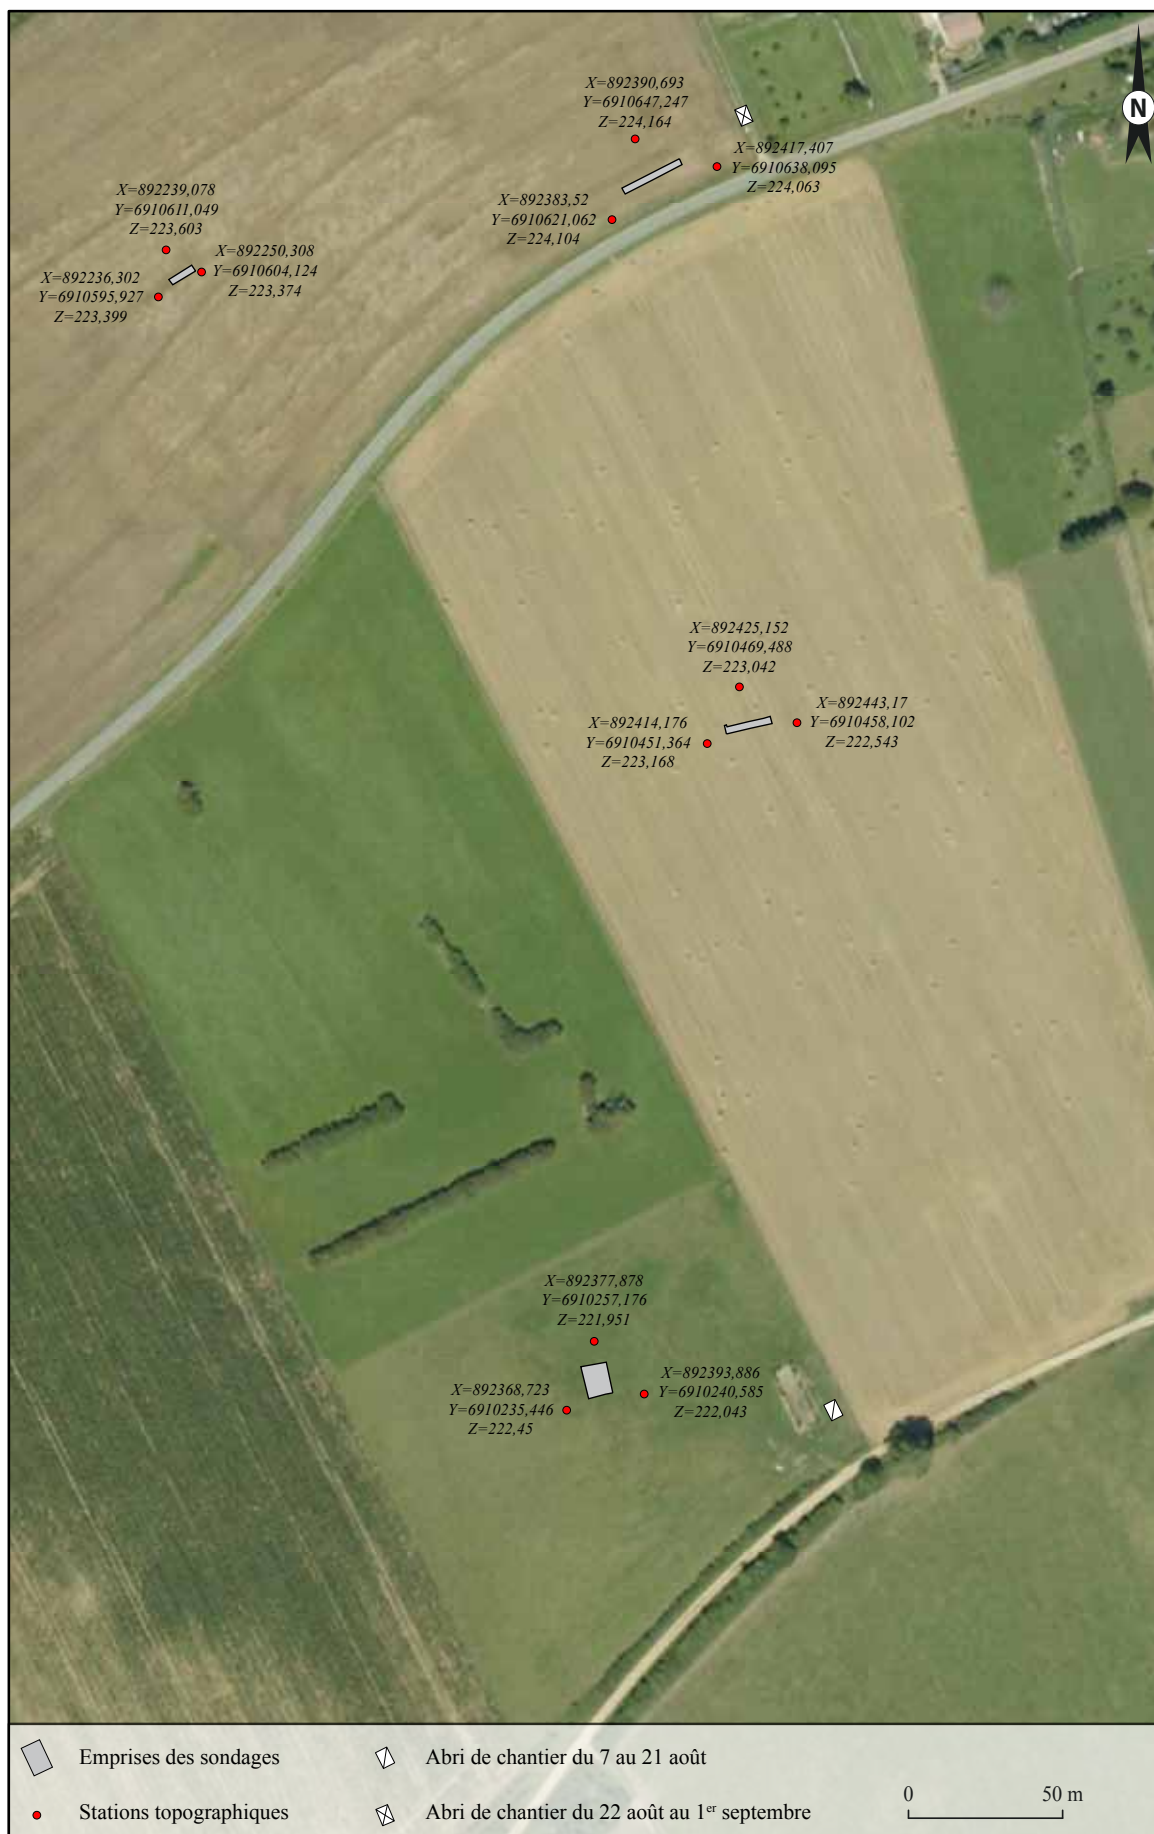 X=892390,693
Y=6910647,247
Z=224,164
N
X=892417,407
Y=6910638,095
Z=224,063
X=892239,078
Y=6910611,049
Z=223,603
X=892383,52
Y=6910621,062
Z=224,104
X=892250,308
Y=6910604,124
Z=223,374
X=892236,302
Y=6910595,927
Z=223,399
X=892425,152
Y=6910469,488
Z=223,042
X=892443,17
Y=6910458,102
Z=222,543
X=892414,176
Y=6910451,364
Z=223,168
X=892377,878
Y=6910257,176
Z=221,951
X=892393,886
Y=6910240,585
Z=222,043
X=892368,723
Y=6910235,446
Z=222,45
Emprises des sondages
Abri de chantier du 7 au 21 août
0 50 m
Stations topographiques
Abri de chantier du 22 août au 1er septembre